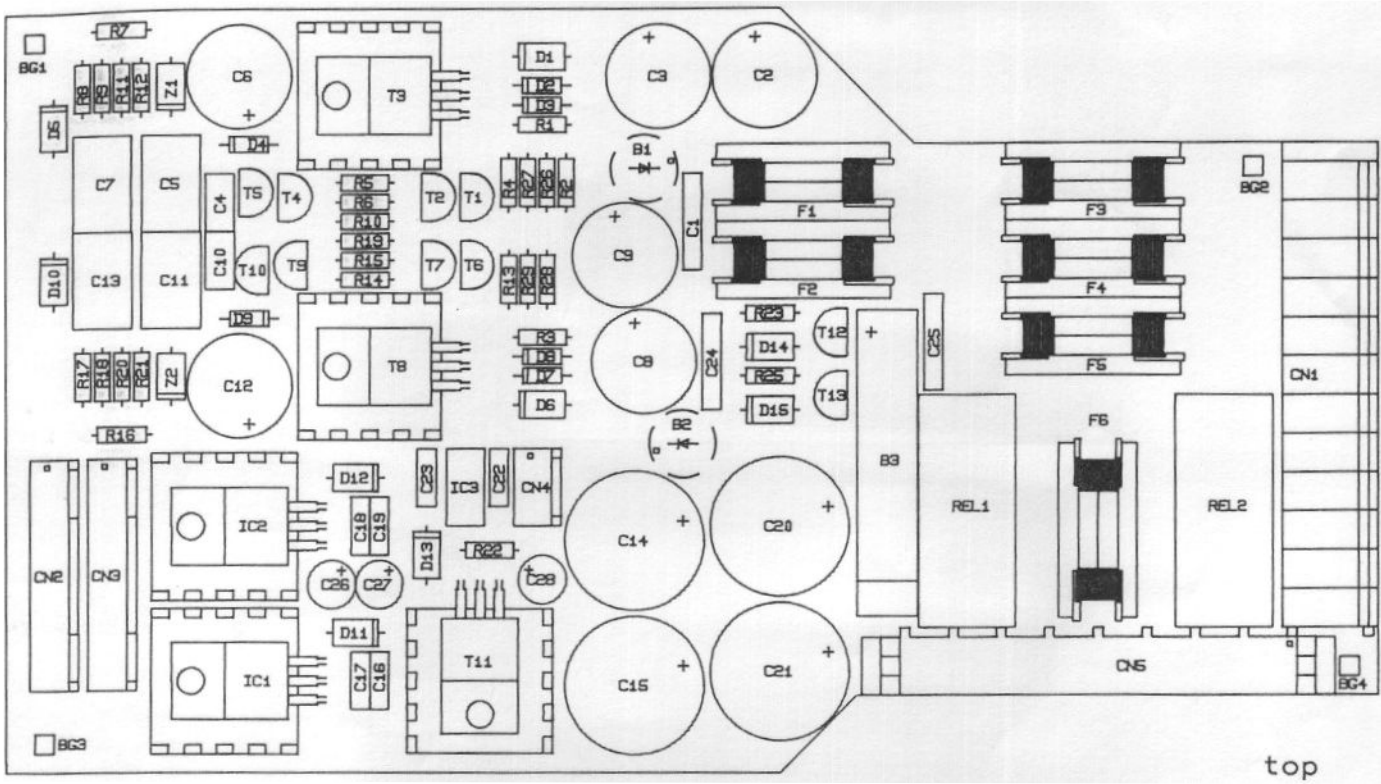 R7
BG1
R8
R9
R11
R12
Z1
C6
T3
D1
D2
D3
R1
C3
C2
D5
D4
B1
C7
C5
C4
T5
T4
R5
R6
R10
R19
R15
R14
T2
T1
R4
R27
R26
R2
C1
F1
F3
BG2
D10
C13
C11
C10
T10
T9
T7
T6
R13
R29
R28
C9
F2
F4
D9
R3
D8
D7
D6
T8
C8
C24
R23
D14
R25
D15
T12
T13
C25
F5
CN1
R17
R18
R20
R21
Z2
C12
R16
B2
F6
D12
C23
IC3
C22
CN4
B3
REL1
REL2
IC2
C18
C19
C14
C20
CN2
CN3
D13
R22
C26
C27
C28
D11
T11
C17
C16
IC1
C15
C21
CN5
BG4
BG3
top